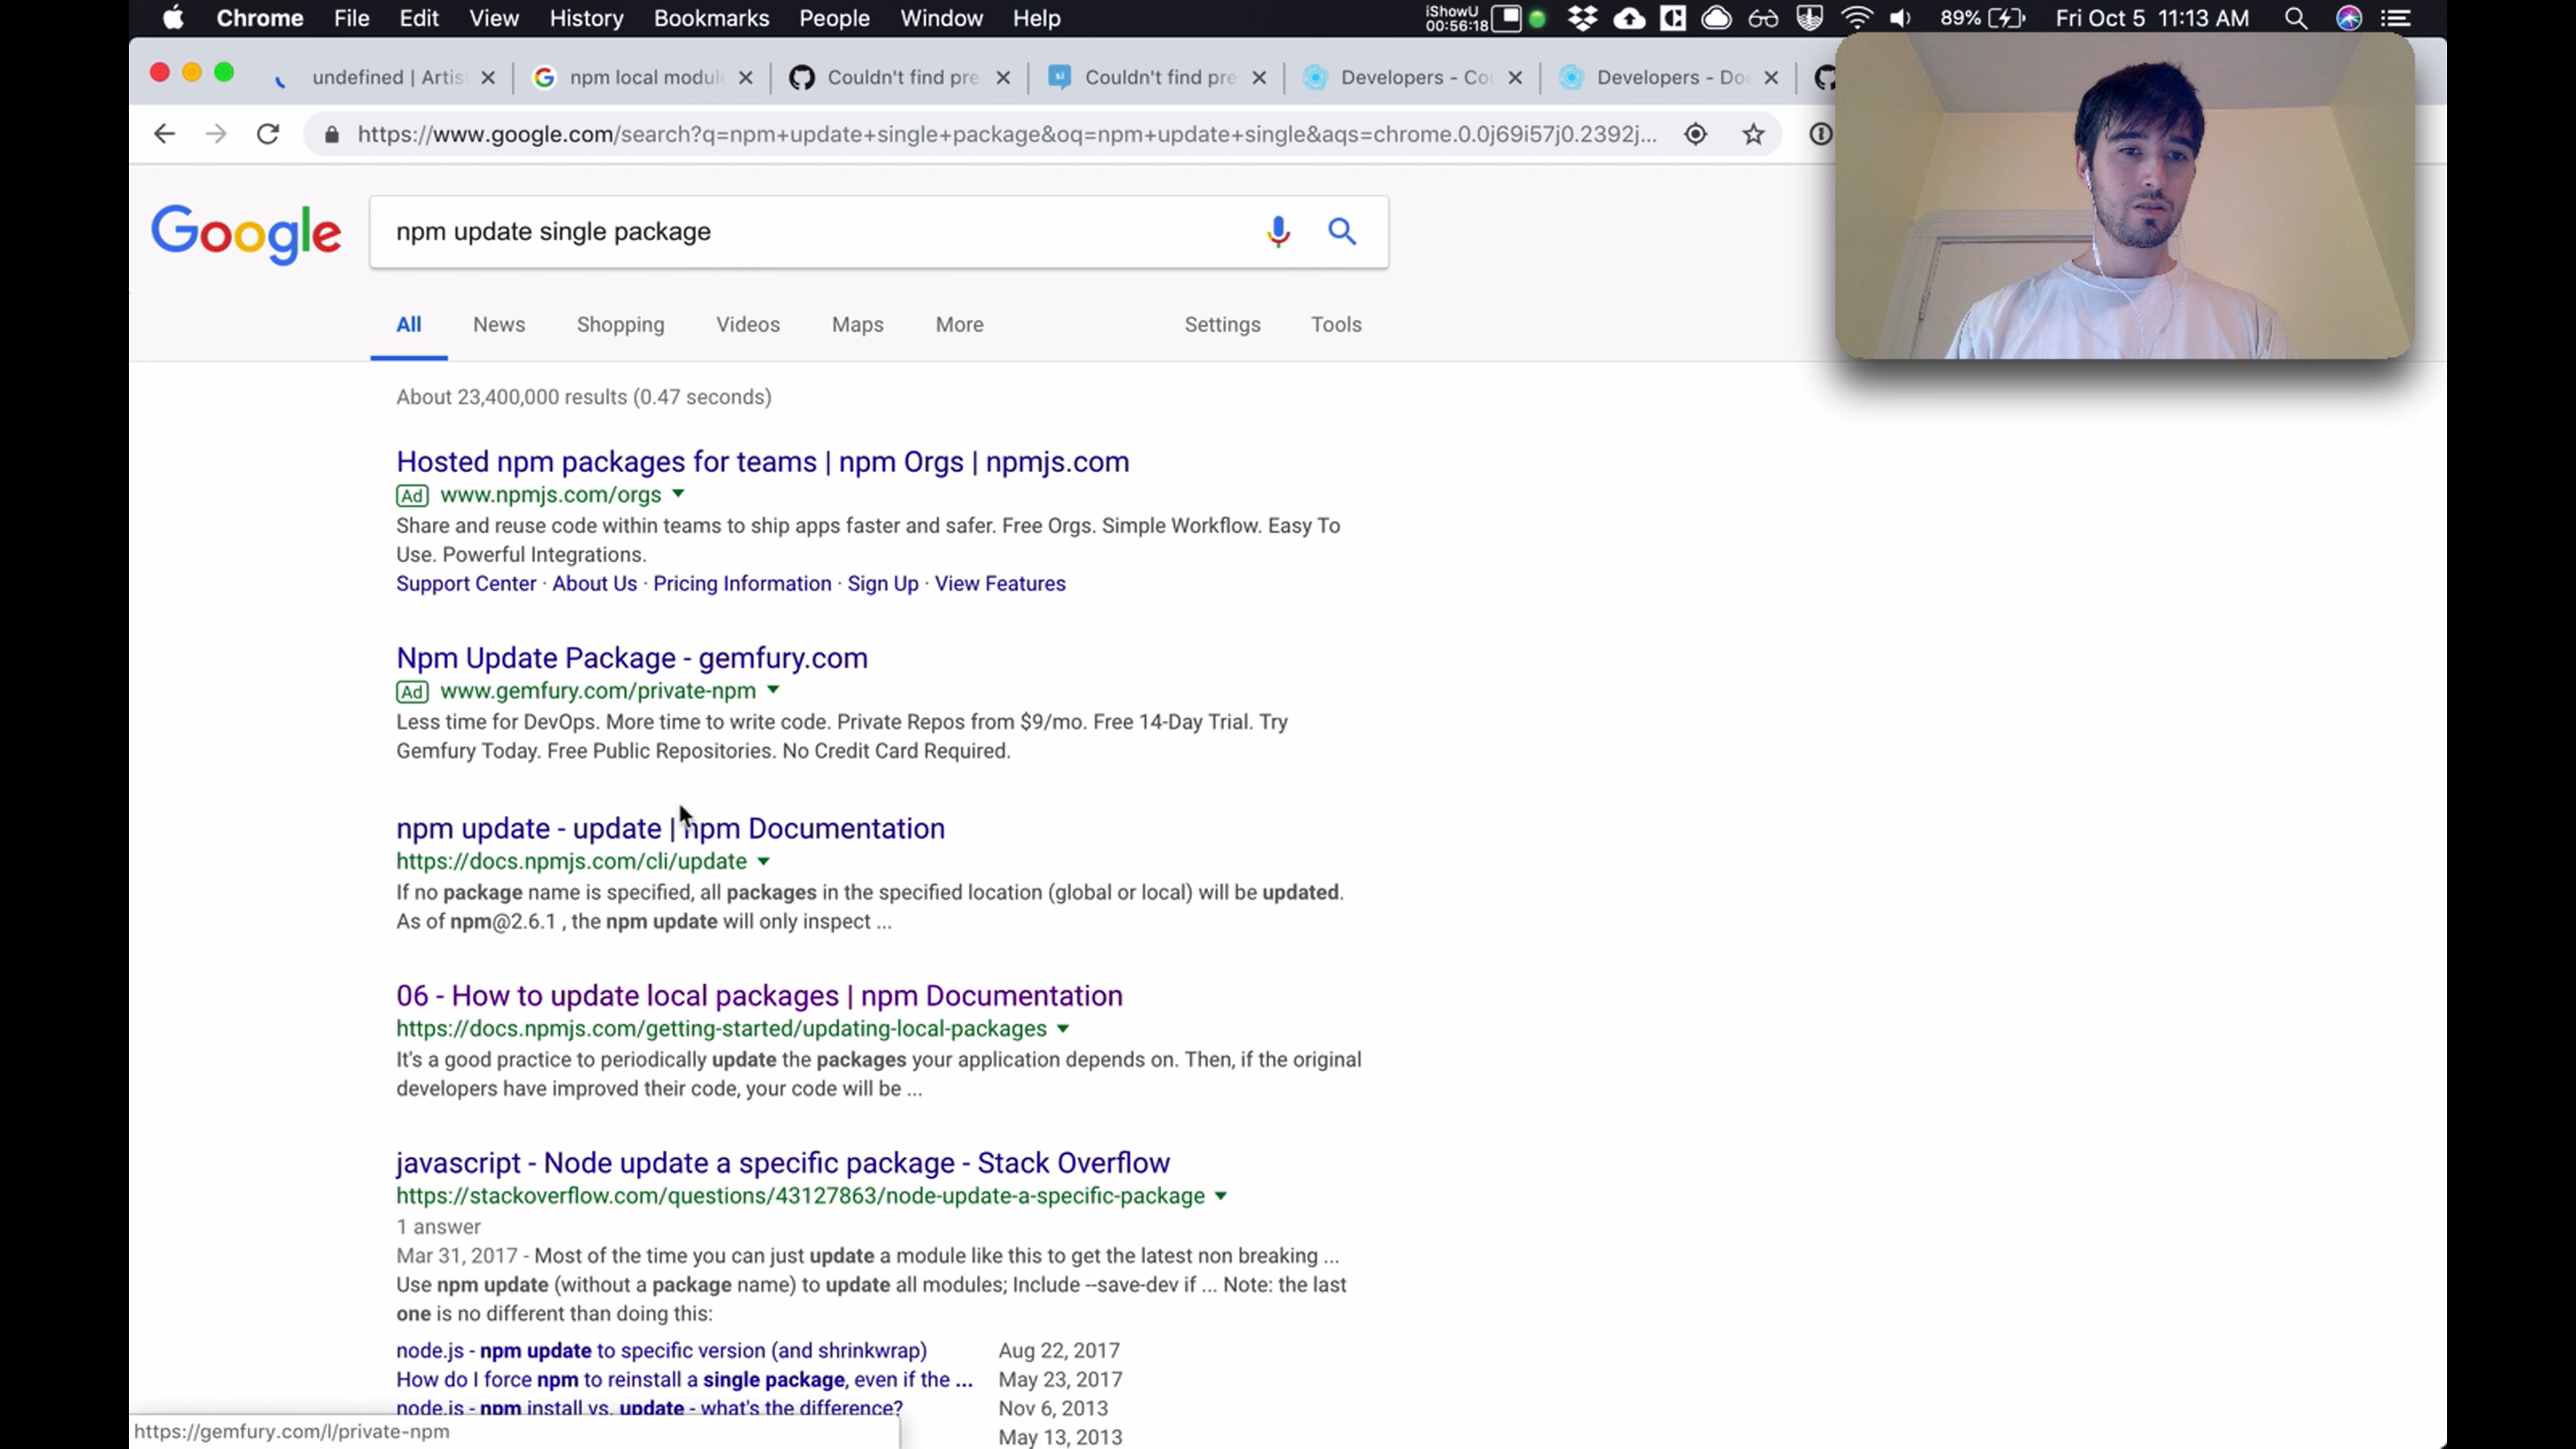 Chrome File Edit View History Bookmarks People Window Help
iShowU
00:56:18
89%
Fri Oct 5 11:13 AM
undefined | Artis
npm local modul
Couldn't find pre
Couldn't find pre
Developers - Co
Developers - Do
https://www.google.com/search?q=npm+update+single+package&oq=npm+update+single&aqs=chrome.0.0j69i57j0.2392j...
Google
npm update single package
All News Shopping Videos Maps More Settings Tools
About 23,400,000 results (0.47 seconds)
Hosted npm packages for teams | npm Orgs | npmjs.com
Ad www.npmjs.com/orgs
Share and reuse code within teams to ship apps faster and safer. Free Orgs. Simple Workflow. Easy To
Use. Powerful Integrations.
Support Center · About Us · Pricing Information · Sign Up · View Features
Npm Update Package - gemfury.com
Ad www.gemfury.com/private-npm
Less time for DevOps. More time to write code. Private Repos from $9/mo. Free 14-Day Trial. Try
Gemfury Today. Free Public Repositories. No Credit Card Required.
npm update - update | npm Documentation
https://docs.npmjs.com/cli/update
If no package name is specified, all packages in the specified location (global or local) will be updated.
As of npm@2.6.1 , the npm update will only inspect ...
06 - How to update local packages | npm Documentation
https://docs.npmjs.com/getting-started/updating-local-packages
It's a good practice to periodically update the packages your application depends on. Then, if the original
developers have improved their code, your code will be ...
javascript - Node update a specific package - Stack Overflow
https://stackoverflow.com/questions/43127863/node-update-a-specific-package
1 answer
Mar 31, 2017 - Most of the time you can just update a module like this to get the latest non breaking ...
Use npm update (without a package name) to update all modules; Include --save-dev if ... Note: the last
one is no different than doing this:
node.js - npm update to specific version (and shrinkwrap) Aug 22, 2017
How do I force npm to reinstall a single package, even if the ... May 23, 2017
node.js - npm install vs. update - what's the difference? Nov 6, 2013
May 13, 2013
https://gemfury.com/l/private-npm